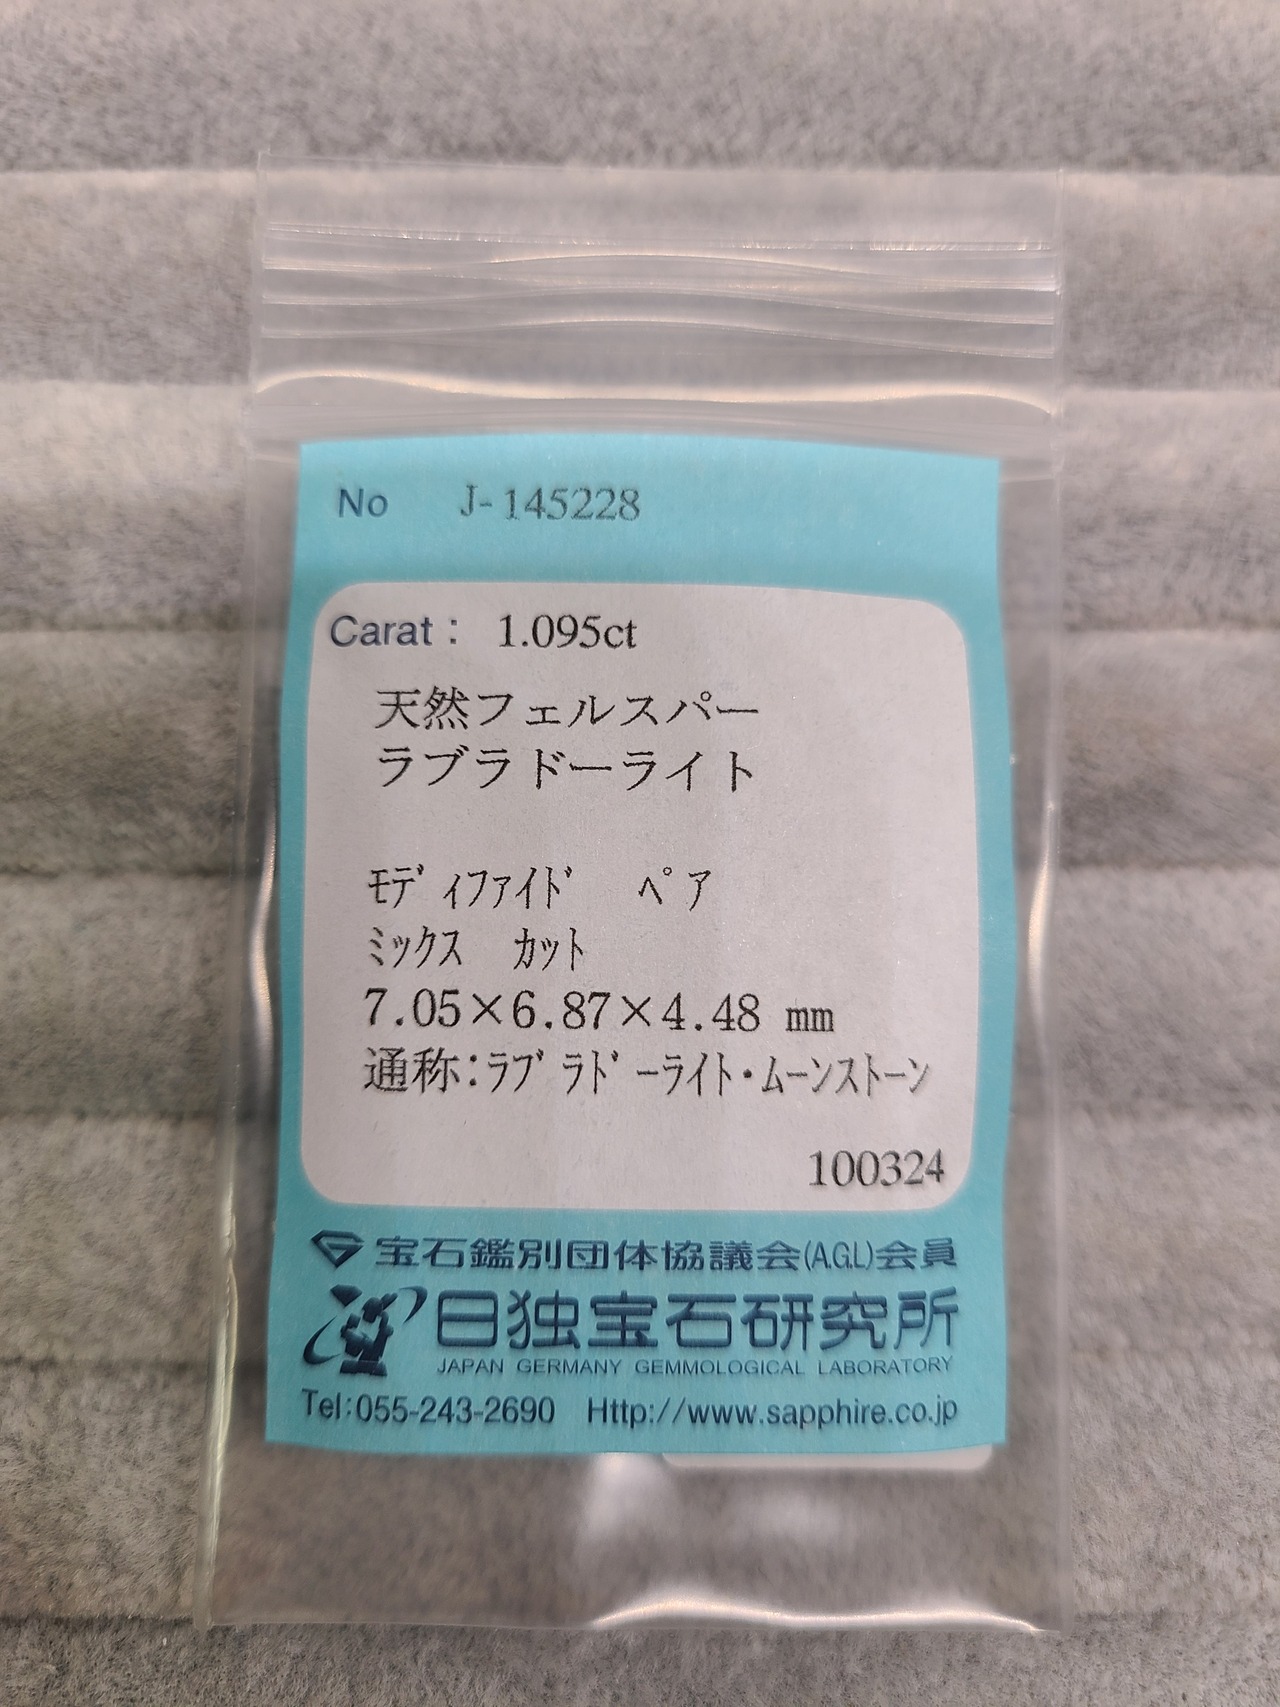 No J-145228
Carat： 1.095ct
天然フェルスパー
ラブラドーライト
ﾓﾃﾞｨﾌｧｲﾄﾞ ﾍﾟｱ
ﾐｯｸｽ ｶｯﾄ
7.05×6.87×4.48 mm
通称:ﾗﾌﾞﾗﾄﾞｰﾗｲﾄ・ﾑｰﾝｽﾄｰﾝ
100324
宝石鑑別団体協議会(A.G.L)会員
日独宝石研究所
JAPAN GERMANY GEMMOLOGICAL LABORATORY
Tel:055-243-2690 Http://www.sapphire.co.jp